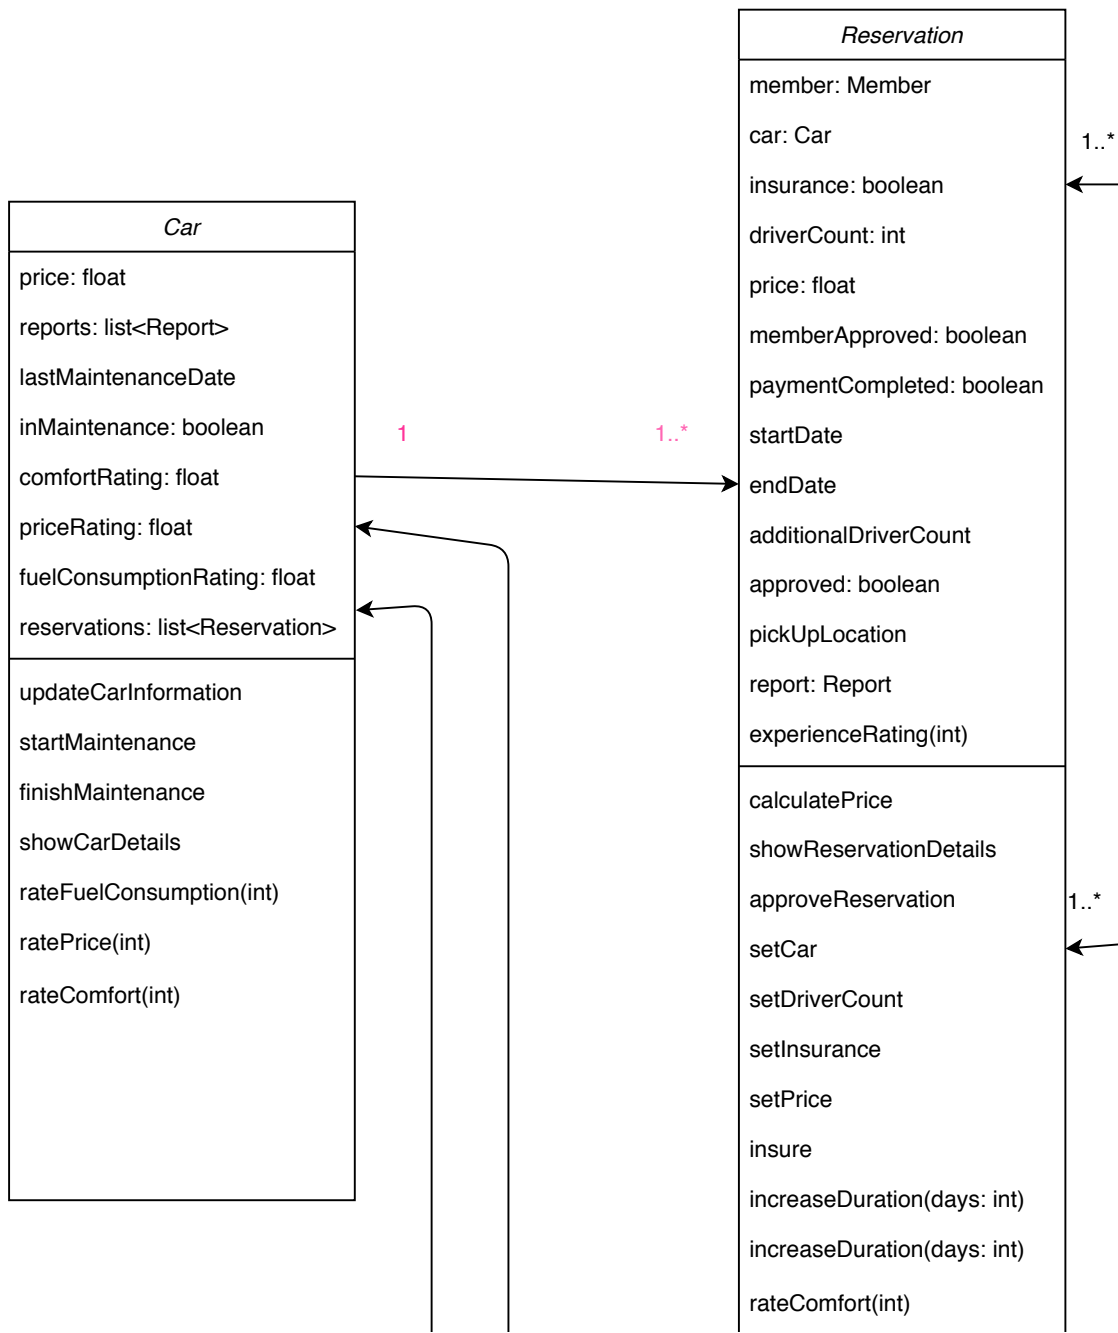 Reservation
member: Member
car: Car
1..*
insurance: boolean
driverCount: int
price: float
memberApproved: boolean
paymentCompleted: boolean
startDate
endDate
additionalDriverCount
approved: boolean
pickUpLocation
report: Report
experienceRating(int)
calculatePrice
showReservationDetails
approveReservation
1..*
setCar
setDriverCount
setInsurance
setPrice
insure
increaseDuration(days: int)
increaseDuration(days: int)
rateComfort(int)
Car
price: float
reports: list<Report>
lastMaintenanceDate
inMaintenance: boolean
comfortRating: float
priceRating: float
fuelConsumptionRating: float
reservations: list<Reservation>
updateCarInformation
startMaintenance
finishMaintenance
showCarDetails
rateFuelConsumption(int)
ratePrice(int)
rateComfort(int)
1
1..*